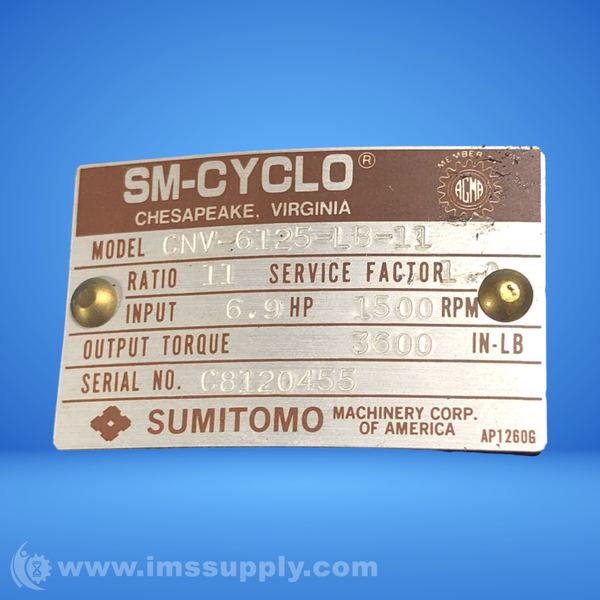 SM-CYCLO®
CHESAPEAKE, VIRGINIA
MEMBER
AGMA
MODEL CNV-6125-LB-11
RATIO 11 SERVICE FACTOR 1.0
INPUT 6.9 HP 1500 RPM
OUTPUT TORQUE 3600 IN-LB
SERIAL NO. C8120455
SUMITOMO MACHINERY CORP.
OF AMERICA
AP1260G
www.imssupply.com